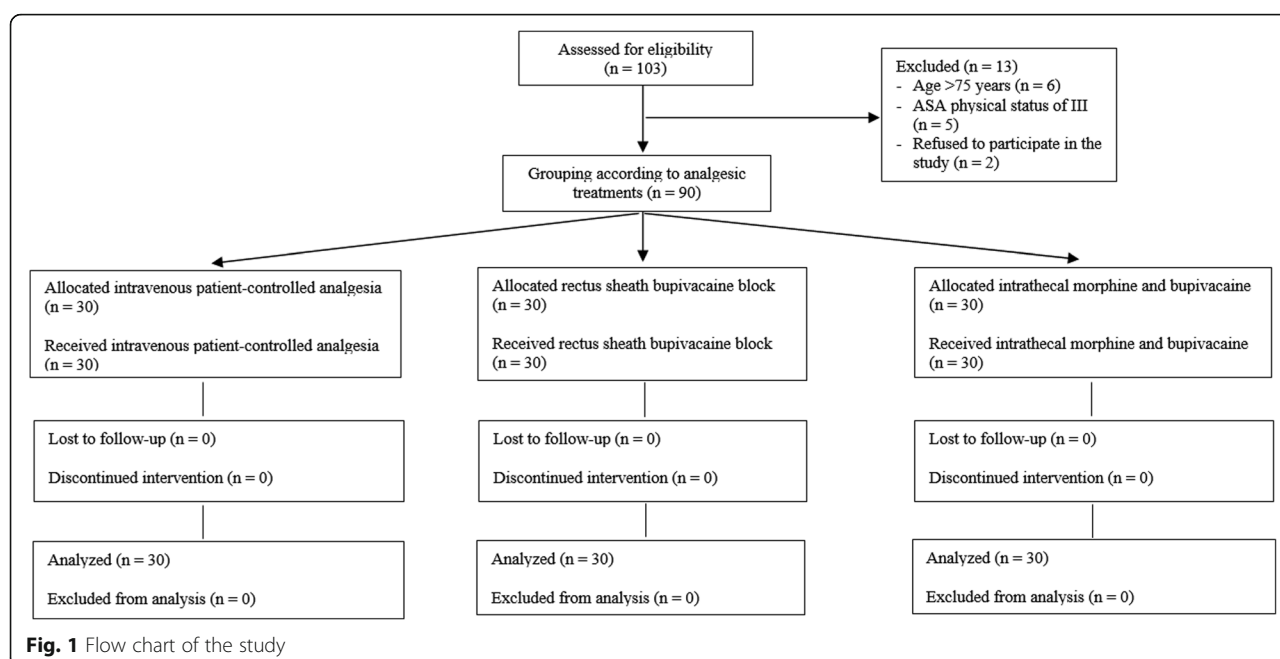 Assessed for eligibility
(n = 103)
Excluded (n = 13)
- Age >75 years (n = 6)
- ASA physical status of III
(n = 5)
- Refused to participate in the
study (n = 2)
Grouping according to analgesic
treatments (n = 90)
Allocated intravenous patient-controlled analgesia
(n = 30)
Received intravenous patient-controlled analgesia
(n = 30)
Allocated rectus sheath bupivacaine block
(n = 30)
Received rectus sheath bupivacaine block
(n = 30)
Allocated intrathecal morphine and bupivacaine
(n = 30)
Received intrathecal morphine and bupivacaine
(n = 30)
Lost to follow-up (n = 0)
Discontinued intervention (n = 0)
Lost to follow-up (n = 0)
Discontinued intervention (n = 0)
Lost to follow-up (n = 0)
Discontinued intervention (n = 0)
Analyzed (n = 30)
Excluded from analysis (n = 0)
Analyzed (n = 30)
Excluded from analysis (n = 0)
Analyzed (n = 30)
Excluded from analysis (n = 0)
Fig. 1 Flow chart of the study